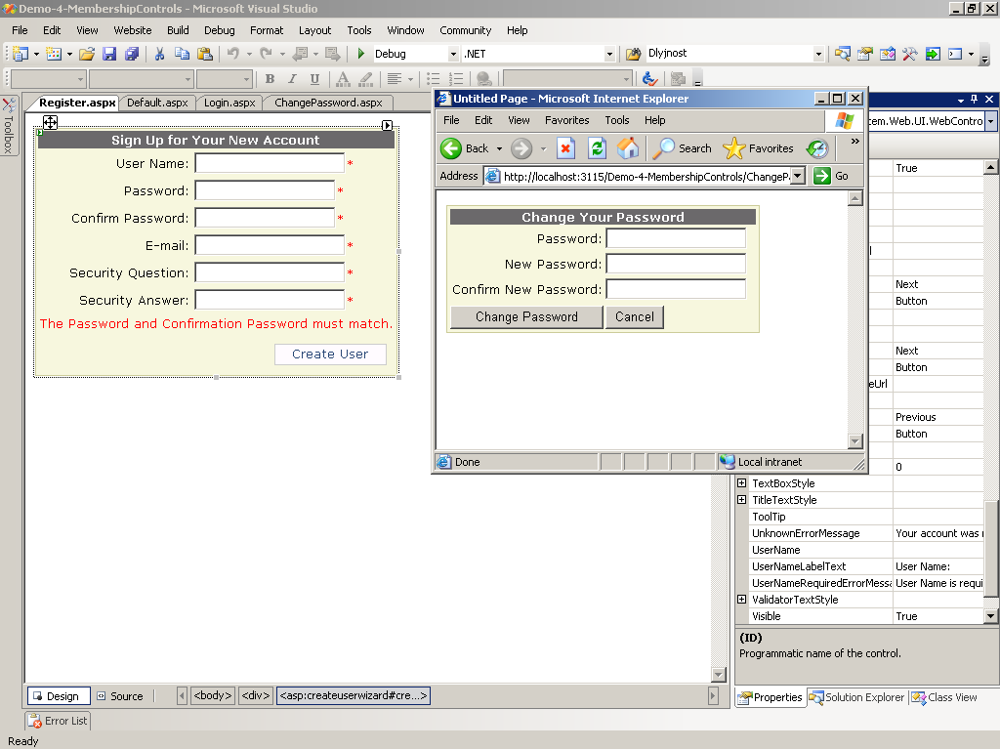 Demo-4-MembershipControls - Microsoft Visual Studio
File Edit View Website Build Debug Format Layout Tools Window Community Help
Debug .NET Dlyjnost
B I U A
Toolbox
Register.aspx Default.aspx Login.aspx ChangePassword.aspx
Sign Up for Your New Account
User Name: *
Password: *
Confirm Password: *
E-mail: *
Security Question: *
Security Answer: *
The Password and Confirmation Password must match.
Create User
Untitled Page - Microsoft Internet Explorer
File Edit View Favorites Tools Help
Back Search Favorites »
Address http://localhost:3115/Demo-4-MembershipControls/ChangeP Go
Change Your Password
Password:
New Password:
Confirm New Password:
Change Password Cancel
Done Local intranet
tem.Web.UI.WebContro
True
Next
Button
Next
Button
eUrl
Previous
Button
0
TextBoxStyle
TitleTextStyle
ToolTip
UnknownErrorMessage Your account was
UserName
UserNameLabelText User Name:
UserNameRequiredErrorMessa User Name is requi
ValidatorTextStyle
Visible True
(ID)
Programmatic name of the control.
Design Source <body> <div> <asp:createuserwizard#cre...>
Properties Solution Explorer Class View
Error List
Ready